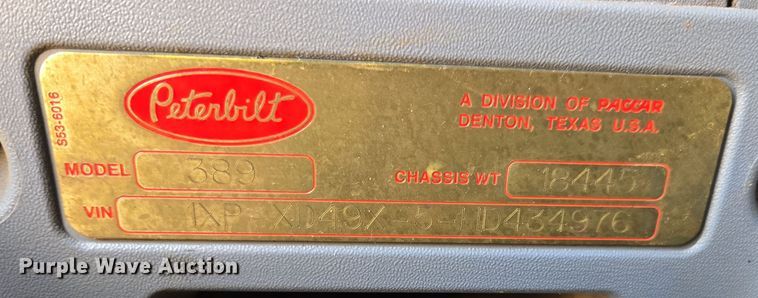 S53-6016
Peterbilt
A DIVISION OF PACCAR
DENTON, TEXAS U.S.A.
MODEL 389
CHASSIS WT 18445
VIN 1XP-XD49X-5-HD434976
Purple Wave Auction